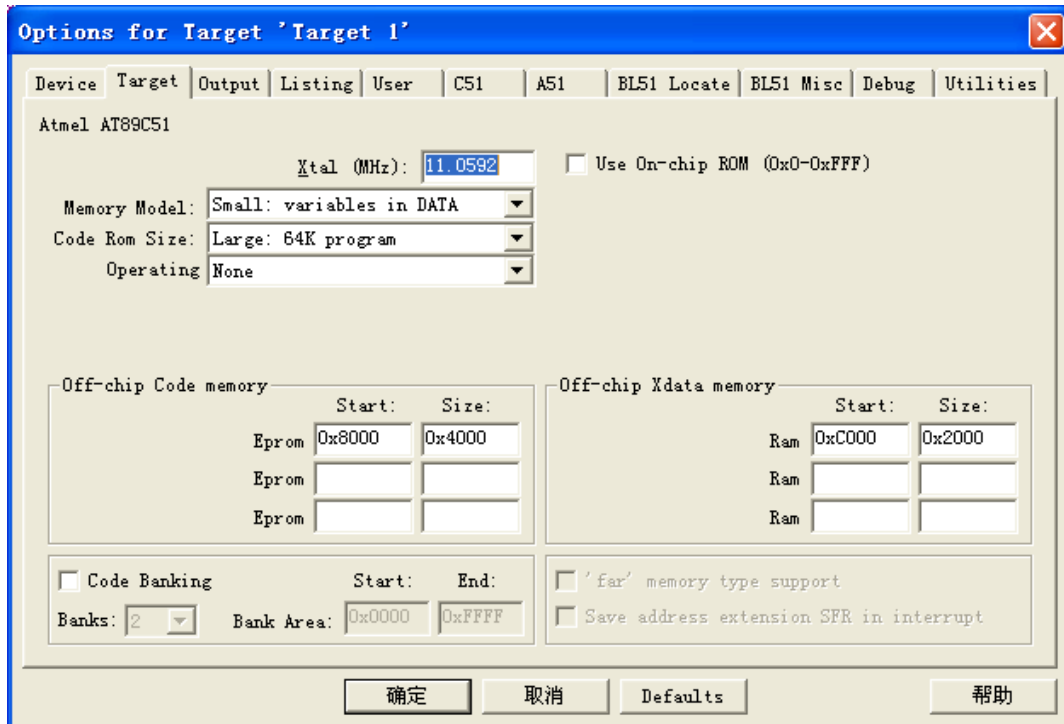 Options for Target 'Target 1'
Device Target Output Listing User C51 A51 BL51 Locate BL51 Misc Debug Utilities
Atmel AT89C51
Xtal (MHz): 11.0592 Use On-chip ROM (0x0-0xFFF)
Memory Model: Small: variables in DATA
Code Rom Size: Large: 64K program
Operating None
Off-chip Code memory Off-chip Xdata memory
Start: Size: Start: Size:
Eprom 0x8000 0x4000 Ram 0xC000 0x2000
Eprom Ram
Eprom Ram
Code Banking Start: End: 'far' memory type support
Banks: 2 Bank Area: 0x0000 0xFFFF Save address extension SFR in interrupt
确定 取消 Defaults 帮助